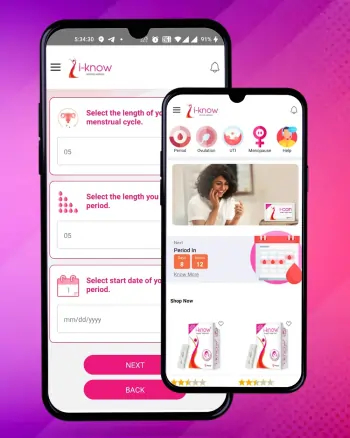 5:34:30
91%
i-know
Select the length of yo
menstrual cycle.
05
Select the length you
period.
05
Select start date of yo
period.
mm/dd/yyyy
NEXT
BACK
i-know
Period
Ovulation
UTI
Menopause
Help
i-can
Next
Period In
8
12
Know More
Shop Now
i-know
i-know